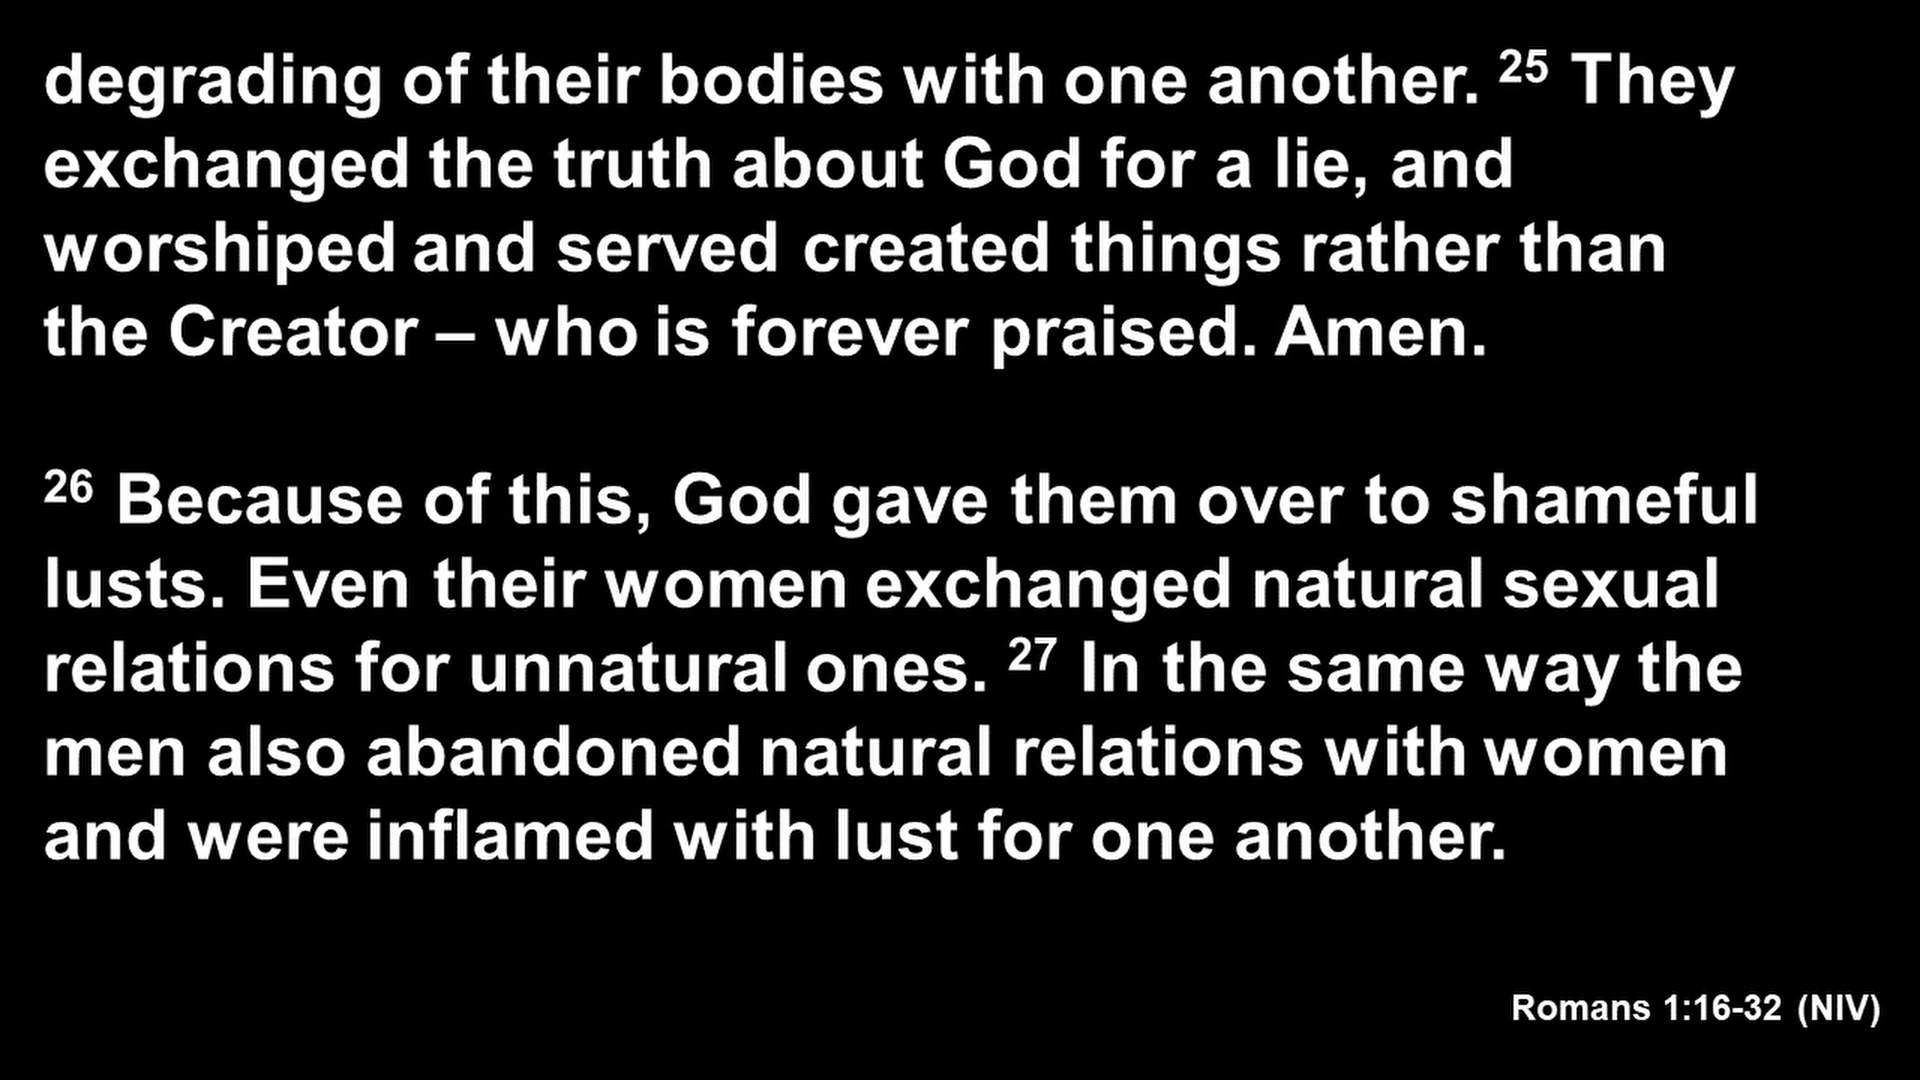 degrading of their bodies with one another. 25 They
exchanged the truth about God for a lie, and
worshiped and served created things rather than
the Creator – who is forever praised. Amen.
26 Because of this, God gave them over to shameful
lusts. Even their women exchanged natural sexual
relations for unnatural ones. 27 In the same way the
men also abandoned natural relations with women
and were inflamed with lust for one another.
Romans 1:16-32 (NIV)